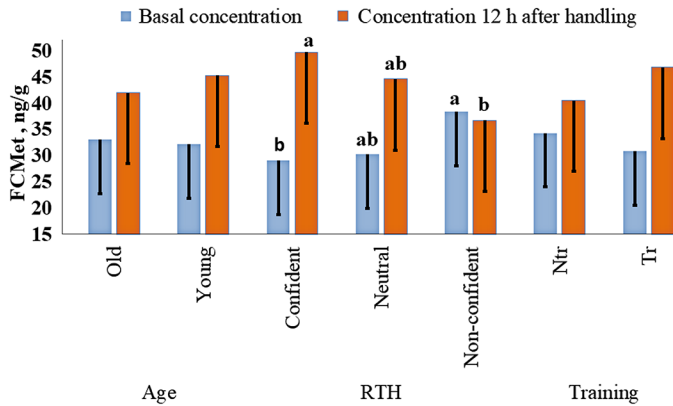 Basal concentration
Concentration 12 h after handling
FCMet , ng/g
50
45
40
35
30
25
20
15
a
ab
a
b
b
ab
Old
Young
Confident
Neutral
Non-confident
Ntr
Tr
Age
RTH
Training